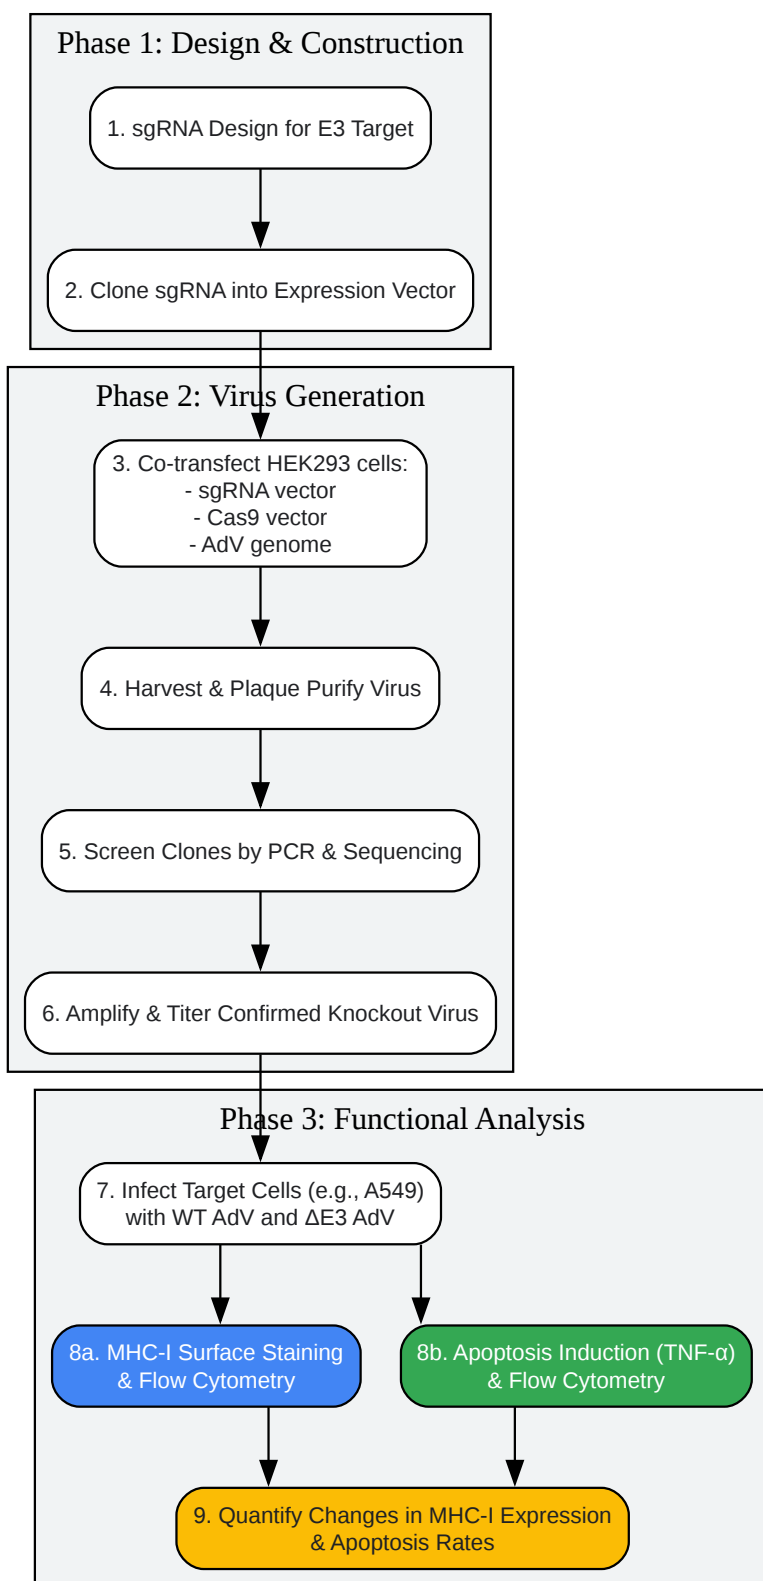 Phase 1: Design & Construction
1. sgRNA Design for E3 Target
2. Clone sgRNA into Expression Vector
Phase 2: Virus Generation
3. Co-transfect HEK293 cells:
- sgRNA vector
- Cas9 vector
- AdV genome
4. Harvest & Plaque Purify Virus
5. Screen Clones by PCR & Sequencing
6. Amplify & Titer Confirmed Knockout Virus
Phase 3: Functional Analysis
7. Infect Target Cells (e.g., A549)
with WT AdV and ΔE3 AdV
8a. MHC-I Surface Staining
& Flow Cytometry
8b. Apoptosis Induction (TNF-α)
& Flow Cytometry
9. Quantify Changes in MHC-I Expression
& Apoptosis Rates